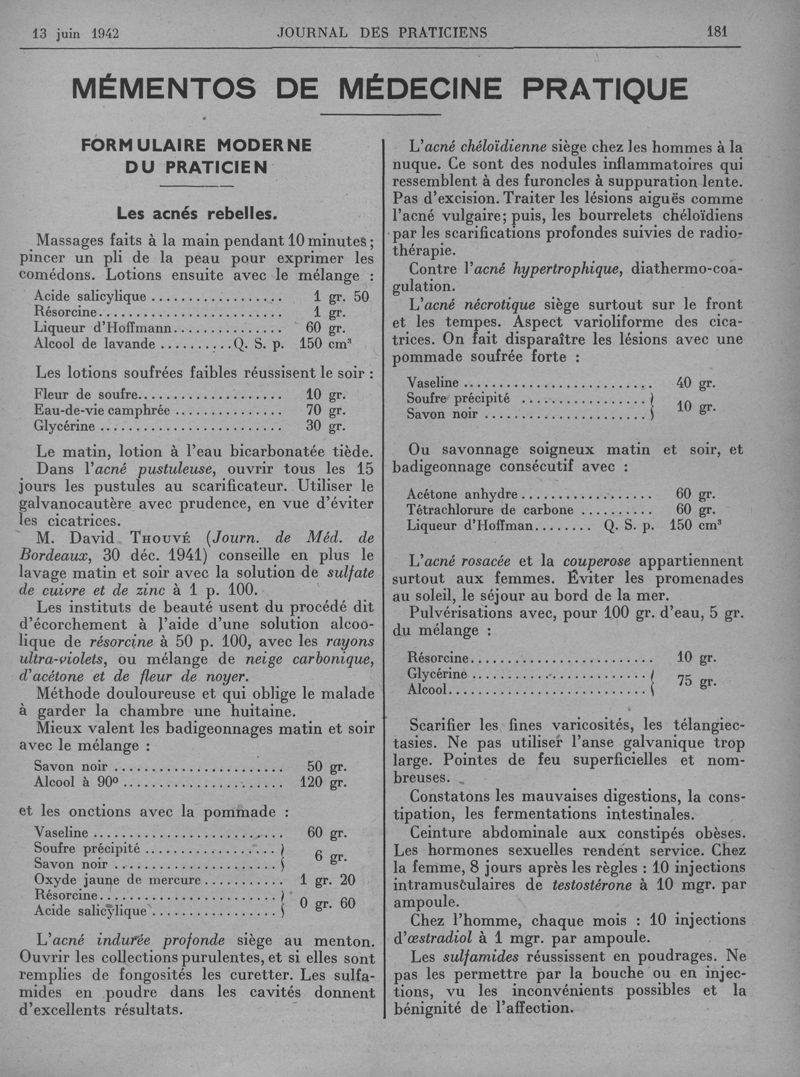 13 juin 1942
JOURNAL DES PRATICIENS
181
MÉMENTOS DE MÉDECINE PRATIQUE
FORMULAIRE MODERNE
DU PRATICIEN
Les acnés rebelles.
Massages faits à la main pendant 10 minutes ;
pincer un pli de la peau pour exprimer les
comédons. Lotions ensuite avec le mélange :
Acide salicylique .................. 1 gr. 50
Résorcine......................... 1 gr.
Liqueur d'Hoffmann............... 60 gr.
Alcool de lavande ..........Q. S. p. 150 cm³
Les lotions soufrées faibles réussisent le soir :
Fleur de soufre.................... 10 gr.
Eau-de-vie camphrée ............... 70 gr.
Glycérine ......................... 30 gr.
Le matin, lotion à l'eau bicarbonatée tiède.
Dans l'acné pustuleuse, ouvrir tous les 15
jours les pustules au scarificateur. Utiliser le
galvanocautère avec prudence, en vue d'éviter
les cicatrices.
M. David THOUVÉ (Journ. de Méd. de
Bordeaux, 30 déc. 1941) conseille en plus le
lavage matin et soir avec la solution de sulfate
de cuivre et de zinc à 1 p. 100.
Les instituts de beauté usent du procédé dit
d'écorchement à l'aide d'une solution alcoo-
lique de résorcine à 50 p. 100, avec les rayons
ultra-violets, ou mélange de neige carbonique,
d'acétone et de fleur de noyer.
Méthode douloureuse et qui oblige le malade
à garder la chambre une huitaine.
Mieux valent les badigeonnages matin et soir
avec le mélange :
Savon noir ........................ 50 gr.
Alcool à 90° ...................... 120 gr.
et les onctions avec la pommade :
Vaseline ........................... 60 gr.
Soufre précipité .................. )
Savon noir ....................... ) 6 gr.
Oxyde jaune de mercure ........... 1 gr. 20
Résorcine......................... )
Acide salicylique ................. ) 0 gr. 60
L'acné indurée profonde siège au menton.
Ouvrir les collections purulentes, et si elles sont
remplies de fongosités les curetter. Les sulfa-
mides en poudre dans les cavités donnent
d'excellents résultats.
L'acné chéloïdienne siège chez les hommes à la
nuque. Ce sont des nodules inflammatoires qui
ressemblent à des furoncles à suppuration lente.
Pas d'excision. Traiter les lésions aiguës comme
l'acné vulgaire; puis, les bourrelets chéloïdiens
par les scarifications profondes suivies de radio-
thérapie.
Contre l'acné hypertrophique, diathermo-coa-
gulation.
L'acné nécrotique siège surtout sur le front
et les tempes. Aspect varioliforme des cica-
trices. On fait disparaître les lésions avec une
pommade soufrée forte :
Vaseline .......................... 40 gr.
Soufre précipité ................. )
Savon noir ...................... ) 10 gr.
Ou savonnage soigneux matin et soir, et
badigeonnage consécutif avec :
Acétone anhydre .................. 60 gr.
Tétrachlorure de carbone .......... 60 gr.
Liqueur d'Hoffman........ Q. S. p. 150 cm³
L'acné rosacée et la couperose appartiennent
surtout aux femmes. Éviter les promenades
au soleil, le séjour au bord de la mer.
Pulvérisations avec, pour 100 gr. d'eau, 5 gr.
du mélange :
Résorcine......................... 10 gr.
Glycérine ........................ )
Alcool........................... ) 75 gr.
Scarifier les fines varicosités, les télangiec-
tasies. Ne pas utiliser l'anse galvanique trop
large. Pointes de feu superficielles et nom-
breuses.
Constatons les mauvaises digestions, la cons-
tipation, les fermentations intestinales.
Ceinture abdominale aux constipés obèses.
Les hormones sexuelles rendent service. Chez
la femme, 8 jours après les règles : 10 injections
intramusculaires de testostérone à 10 mgr. par
ampoule.
Chez l'homme, chaque mois : 10 injections
d'œstradiol à 1 mgr. par ampoule.
Les sulfamides réussissent en poudrages. Ne
pas les permettre par la bouche ou en injec-
tions, vu les inconvénients possibles et la
bénignité de l'affection.